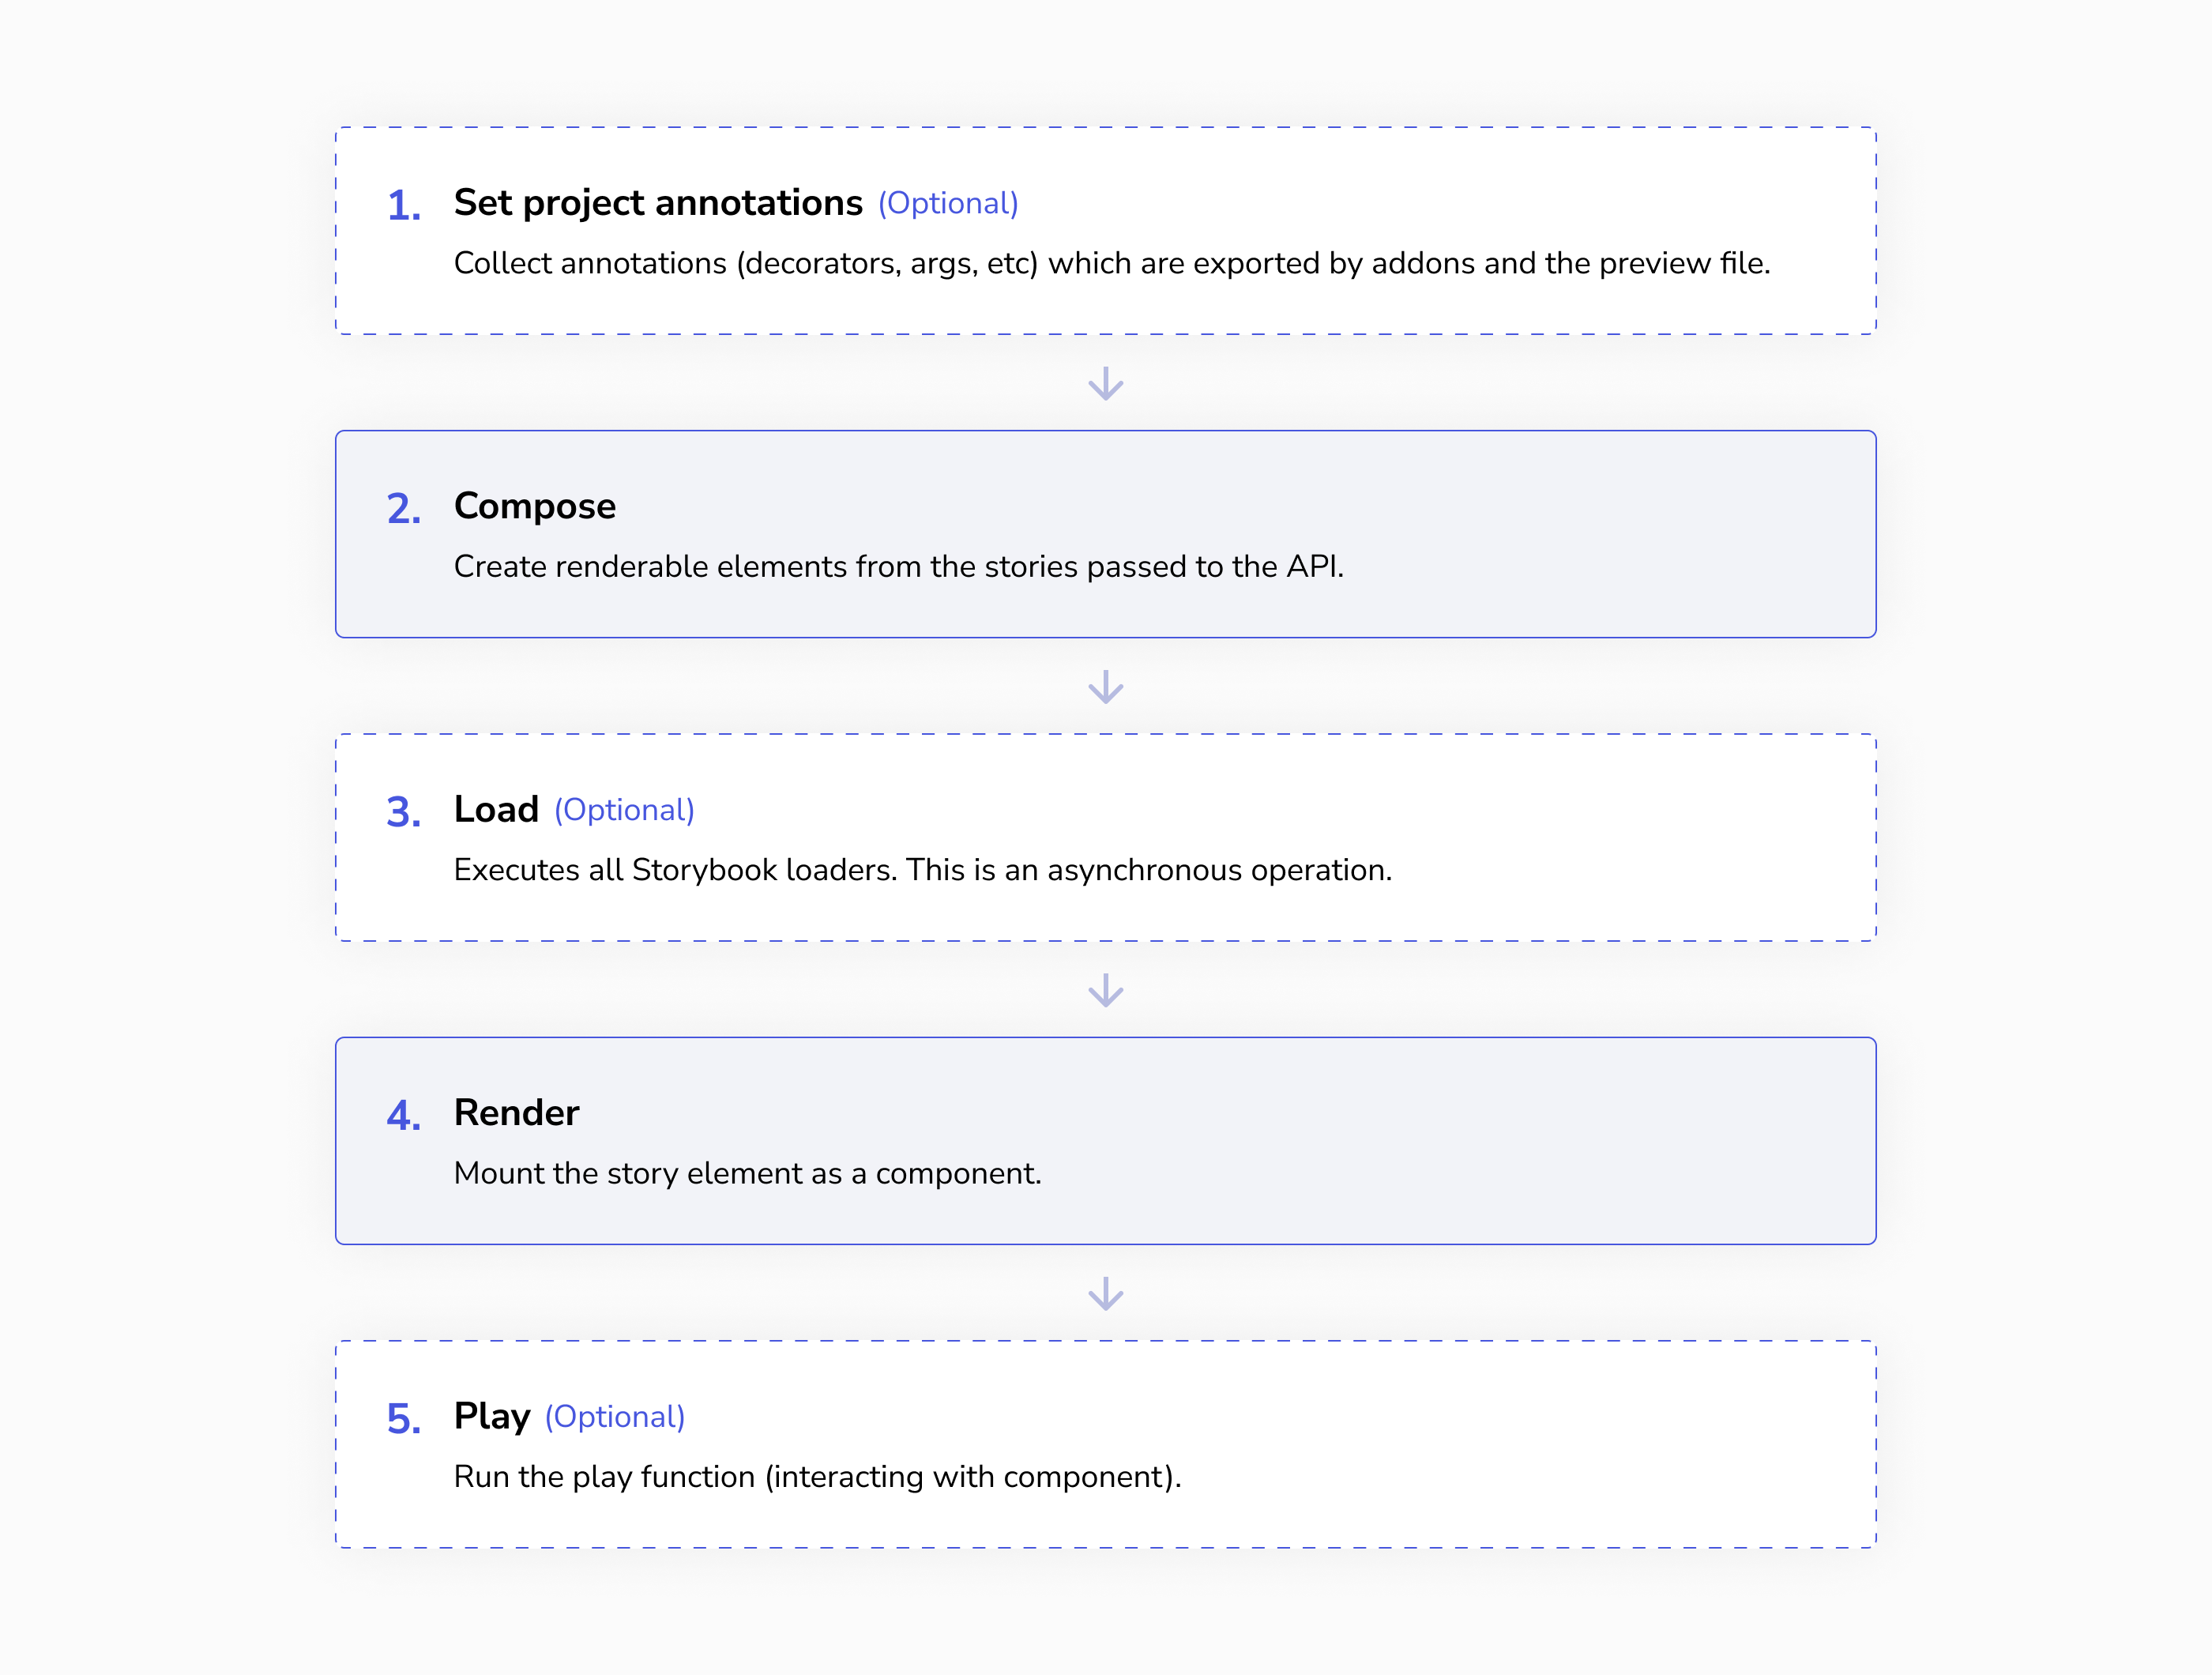 1. Set project annotations (Optional)
Collect annotations (decorators, args, etc) which are exported by addons and the preview file.
2. Compose
Create renderable elements from the stories passed to the API.
3. Load (Optional)
Executes all Storybook loaders. This is an asynchronous operation.
4. Render
Mount the story element as a component.
5. Play (Optional)
Run the play function (interacting with component).